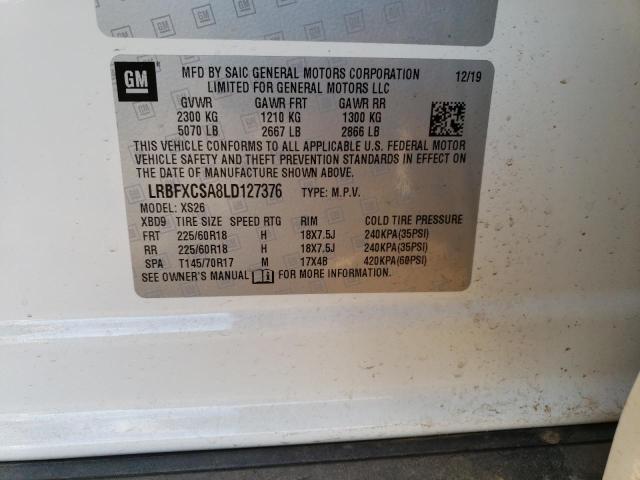 GM
MFD BY SAIC GENERAL MOTORS CORPORATION 12/19
LIMITED FOR GENERAL MOTORS LLC
GVWR GAWR FRT GAWR RR
2300 KG 1210 KG 1300 KG
5070 LB 2667 LB 2866 LB
THIS VEHICLE CONFORMS TO ALL APPLICABLE U.S. FEDERAL MOTOR
VEHICLE SAFETY AND THEFT PREVENTION STANDARDS IN EFFECT ON
THE DATE OF MANUFACTURE SHOWN ABOVE.
LRBFXCSA8LD127376 TYPE: M.P.V.
MODEL: XS26
XBD9 TIRE SIZE SPEED RTG RIM COLD TIRE PRESSURE
FRT 225/60R18 H 18X7.5J 240KPA(35PSI)
RR 225/60R18 H 18X7.5J 240KPA(35PSI)
SPA T145/70R17 M 17X4B 420KPA(60PSI)
SEE OWNER'S MANUAL FOR MORE INFORMATION.